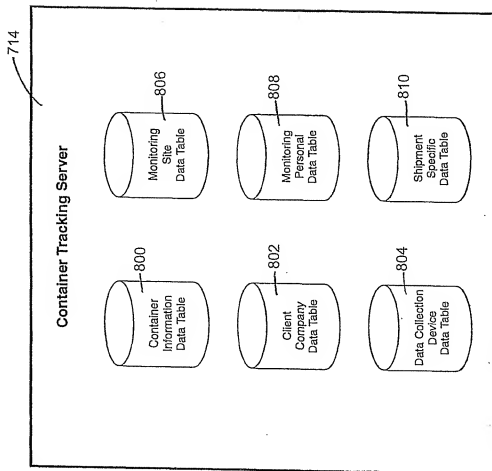 714
Container Tracking Server
800
Container
Information
Data Table
806
Monitoring
Site
Data Table
802
Client
Company
Data Table
808
Monitoring
Personal
Data Table
804
Data Collection
Device
Data Table
810
Shipment
Specific
Data Table